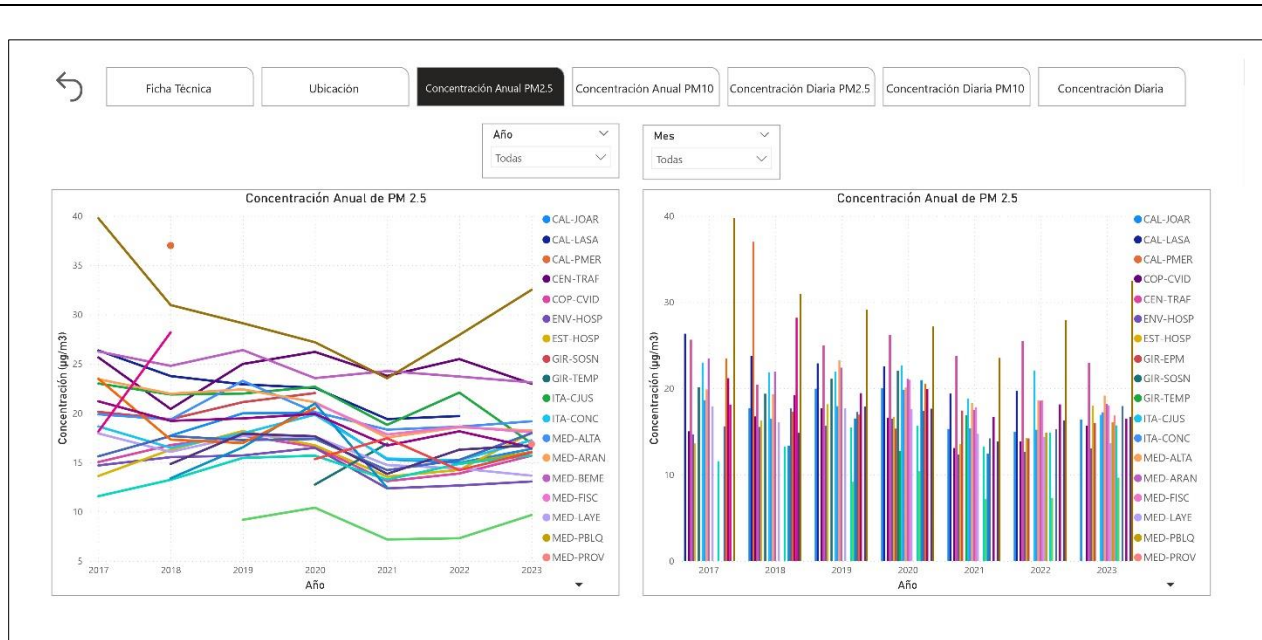 Ficha Técnica
Ubicación
Concentración Anual PM2.5
Concentración Anual PM10
Concentración Diaria PM2.5
Concentración Diaria PM10
Concentración Diaria
Año
Todas
Mes
Todas
Concentración Anual de PM 2.5
Concentración (µg/m3)
40
35
30
25
20
15
10
5
2017
2018
2019
2020
2021
2022
2023
Año
CAL-JOAR
CAL-LASA
CAL-PMER
CEN-TRAF
COP-CVID
ENV-HOSP
EST-HOSP
GIR-SOSN
GIR-TEMP
ITA-CJUS
ITA-CONC
MED-ALTA
MED-ARAN
MED-BEME
MED-FISC
MED-LAYE
MED-PBLQ
MED-PROV
Concentración Anual de PM 2.5
Concentración (µg/m3)
40
30
20
10
0
2017
2018
2019
2020
2021
2022
2023
Año
CAL-JOAR
CAL-LASA
CAL-PMER
COP-CVID
CEN-TRAF
ENV-HOSP
EST-HOSP
GIR-EPM
GIR-SOSN
GIR-TEMP
ITA-CJUS
ITA-CONC
MED-ALTA
MED-ARAN
MED-FISC
MED-LAYE
MED-PBLQ
MED-PROV